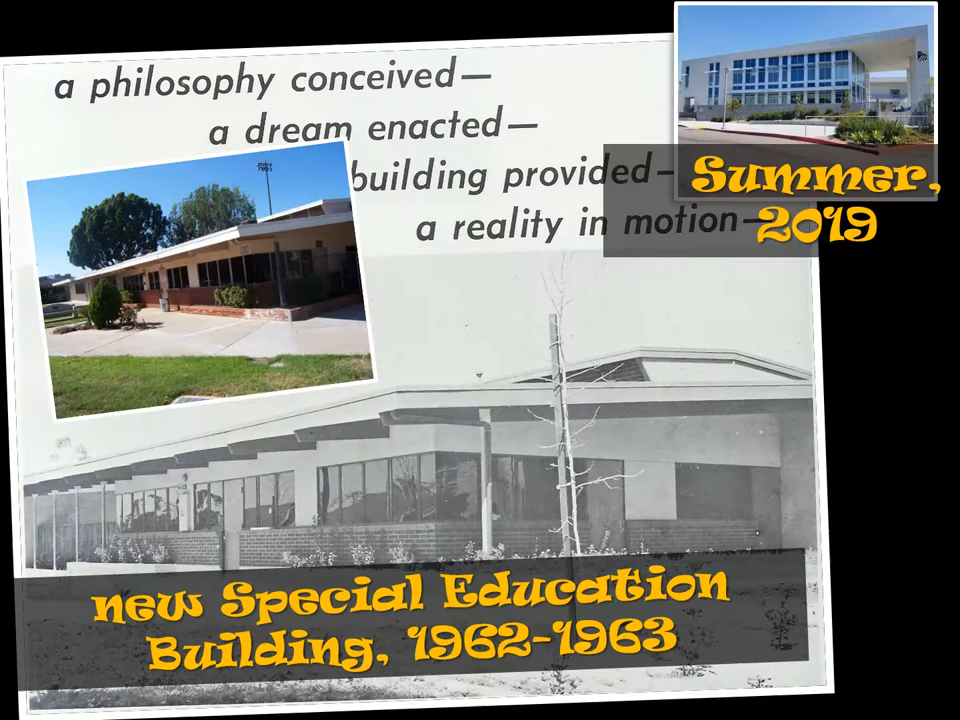 a philosophy conceived—
a dream enacted—
building provided—
a reality in motion—
Summer,
2019
new Special Education
Building, 1962-1963